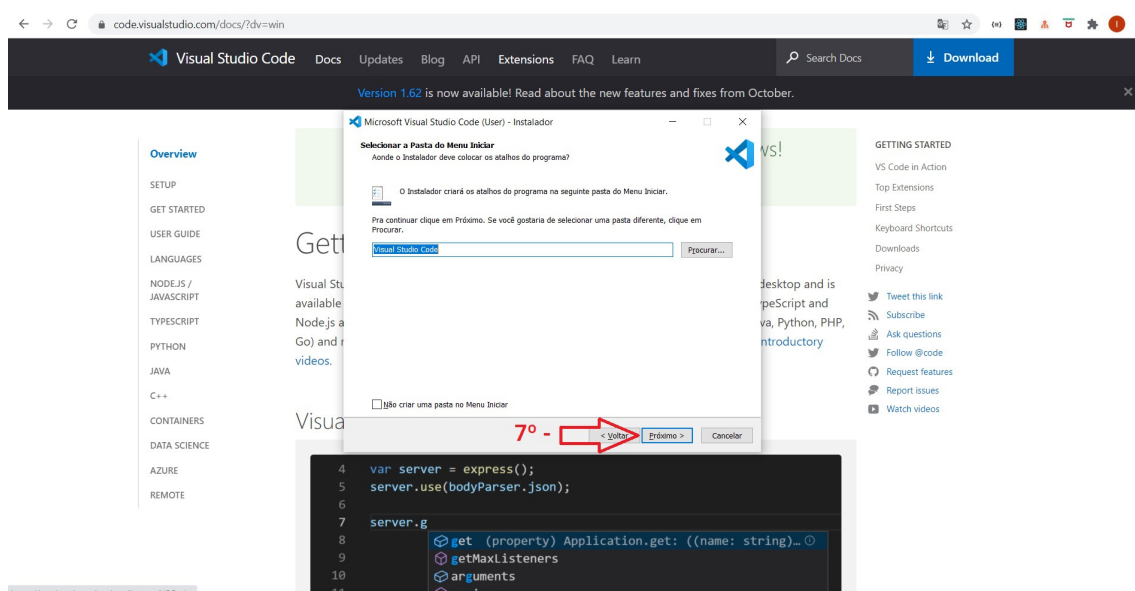 code.visualstudio.com/docs/?dv=win
Visual Studio Code Docs Updates Blog API Extensions FAQ Learn Search Docs Download
Version 1.62 is now available! Read about the new features and fixes from October.
Microsoft Visual Studio Code (User) - Instalador
Selecionar a Pasta do Menu Iniciar
Aonde o Instalador deve colocar os atalhos do programa?
O Instalador criará os atalhos do programa na seguinte pasta do Menu Iniciar.
Pra continuar clique em Próximo. Se você gostaria de selecionar uma pasta diferente, clique em
Procurar.
Visual Studio Code
Procurar...
Não criar uma pasta no Menu Iniciar
7º -
< Voltar
Próximo >
Cancelar
Overview
SETUP
GET STARTED
USER GUIDE
LANGUAGES
NODE.JS /
JAVASCRIPT
TYPESCRIPT
PYTHON
JAVA
C++
CONTAINERS
DATA SCIENCE
AZURE
REMOTE
ws!
Gett
Visual Stu desktop and is
available peScript and
Node.js a va, Python, PHP,
Go) and r ntroductory
videos.
Visua
4 var server = express();
5 server.use(bodyParser.json);
6
7 server.g
8 get (property) Application.get: ((name: string)…
9 getMaxListeners
10 arguments
11
GETTING STARTED
VS Code in Action
Top Extensions
First Steps
Keyboard Shortcuts
Downloads
Privacy
Tweet this link
Subscribe
Ask questions
Follow @code
Request features
Report issues
Watch videos